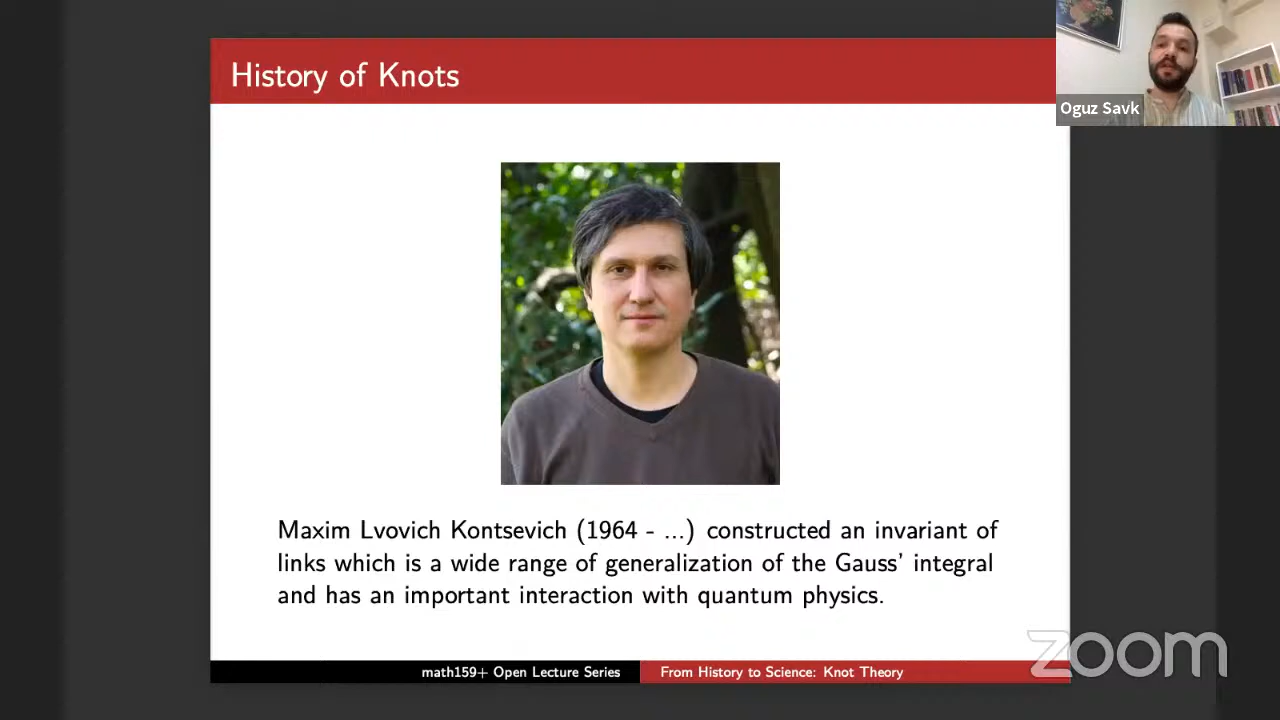 History of Knots
Oguz Savk
Maxim Lvovich Kontsevich (1964 - ...) constructed an invariant of
links which is a wide range of generalization of the Gauss' integral
and has an important interaction with quantum physics.
zoom
math159+ Open Lecture Series
From History to Science: Knot Theory